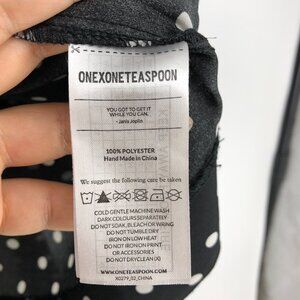 ONEXONETEASPOON
YOU GOT TO GET IT
WHILE YOU CAN.
- Janis Joplin
100% POLYESTER
Hand Made in China
We suggest the following care be taken
COLD GENTLE MACHINE WASH
DARK COLOURS SEPARATELY
DO NOT SOAK, BLEACH OR WRING
DO NOT TUMBLE DRY
IRON ON LOW HEAT
DO NOT IRON ON PRINT
OR ACCESSORIES
DO NOT DRYCLEAN (X)
WWW.ONETEASPOON.COM
X0279_02_CHINA